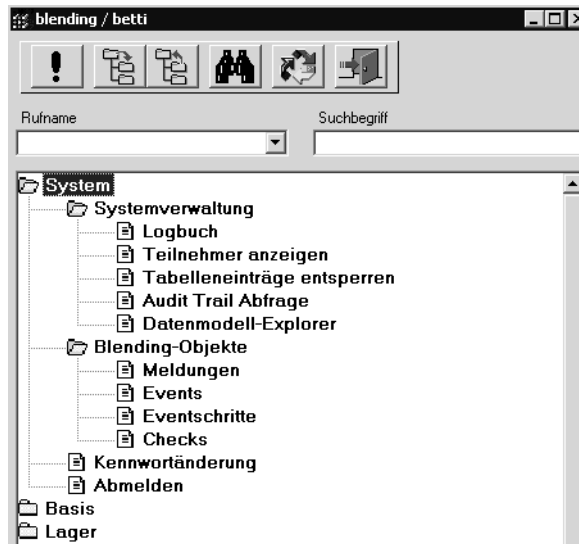 blending / betti
Rufname Suchbegriff
System
Systemverwaltung
Logbuch
Teilnehmer anzeigen
Tabelleneinträge entsperren
Audit Trail Abfrage
Datenmodell-Explorer
Blending-Objekte
Meldungen
Events
Eventschritte
Checks
Kennwortänderung
Abmelden
Basis
Lager